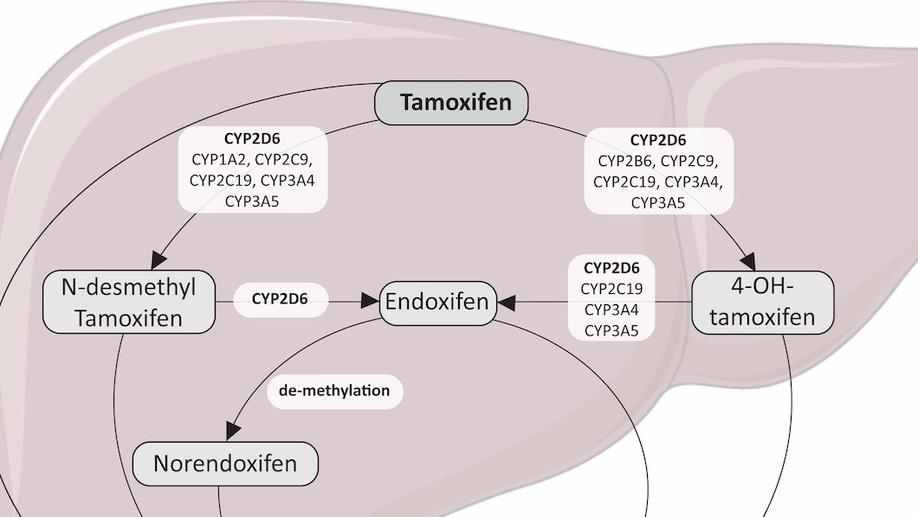 Tamoxifen
CYP2D6
CYP1A2, CYP2C9,
CYP2C19, CYP3A4
CYP3A5
CYP2D6
CYP2B6, CYP2C9,
CYP2C19, CYP3A4,
CYP3A5
N-desmethyl
Tamoxifen
CYP2D6
Endoxifen
CYP2D6
CYP2C19
CYP3A4
CYP3A5
4-OH-
tamoxifen
de-methylation
Norendoxifen